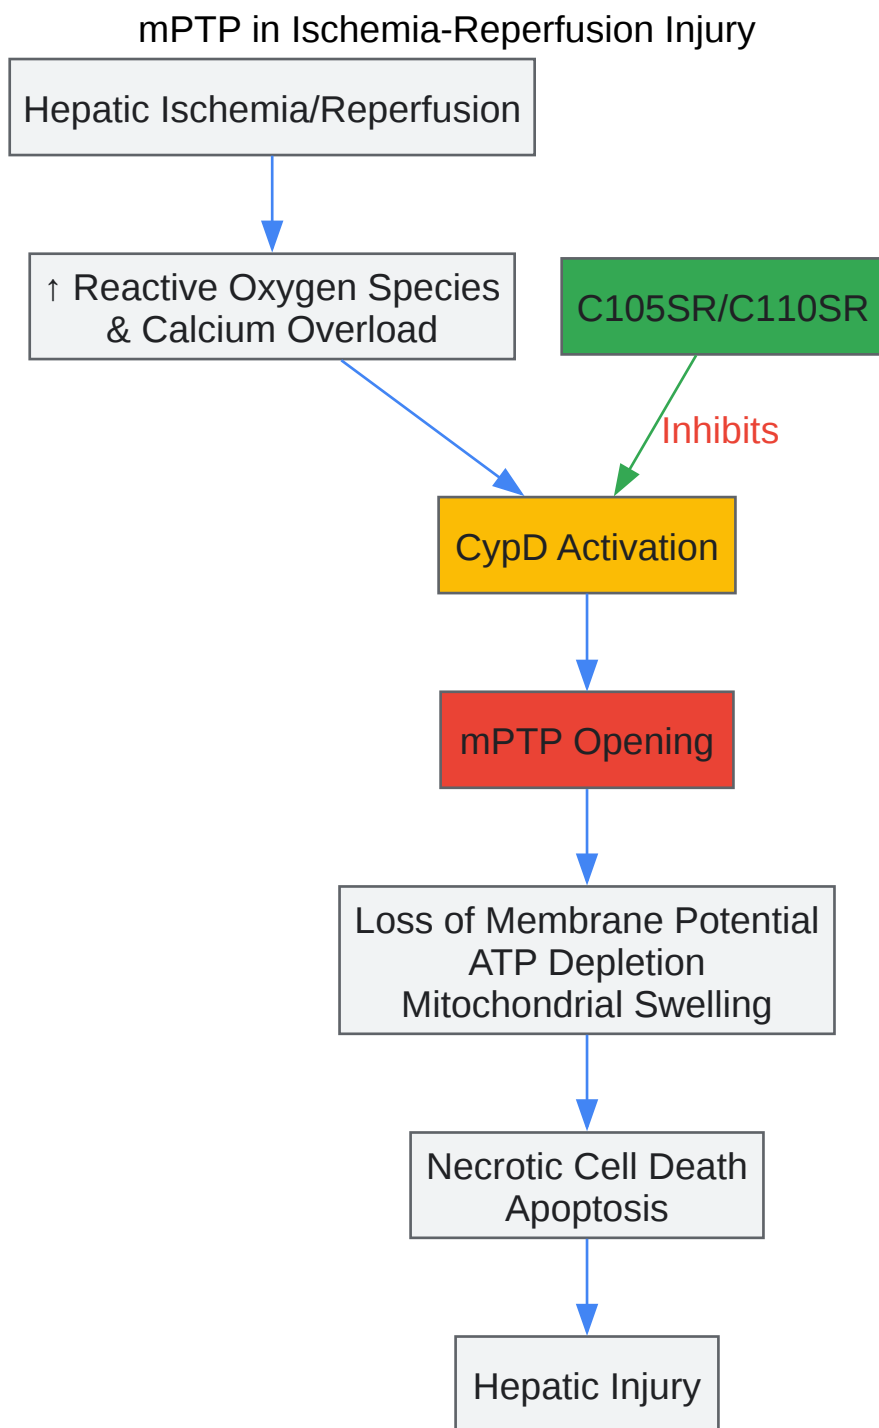 mPTP in Ischemia-Reperfusion Injury
Hepatic Ischemia/Reperfusion
↑ Reactive Oxygen Species
& Calcium Overload
C105SR/C110SR
Inhibits
CypD Activation
mPTP Opening
Loss of Membrane Potential
ATP Depletion
Mitochondrial Swelling
Necrotic Cell Death
Apoptosis
Hepatic Injury